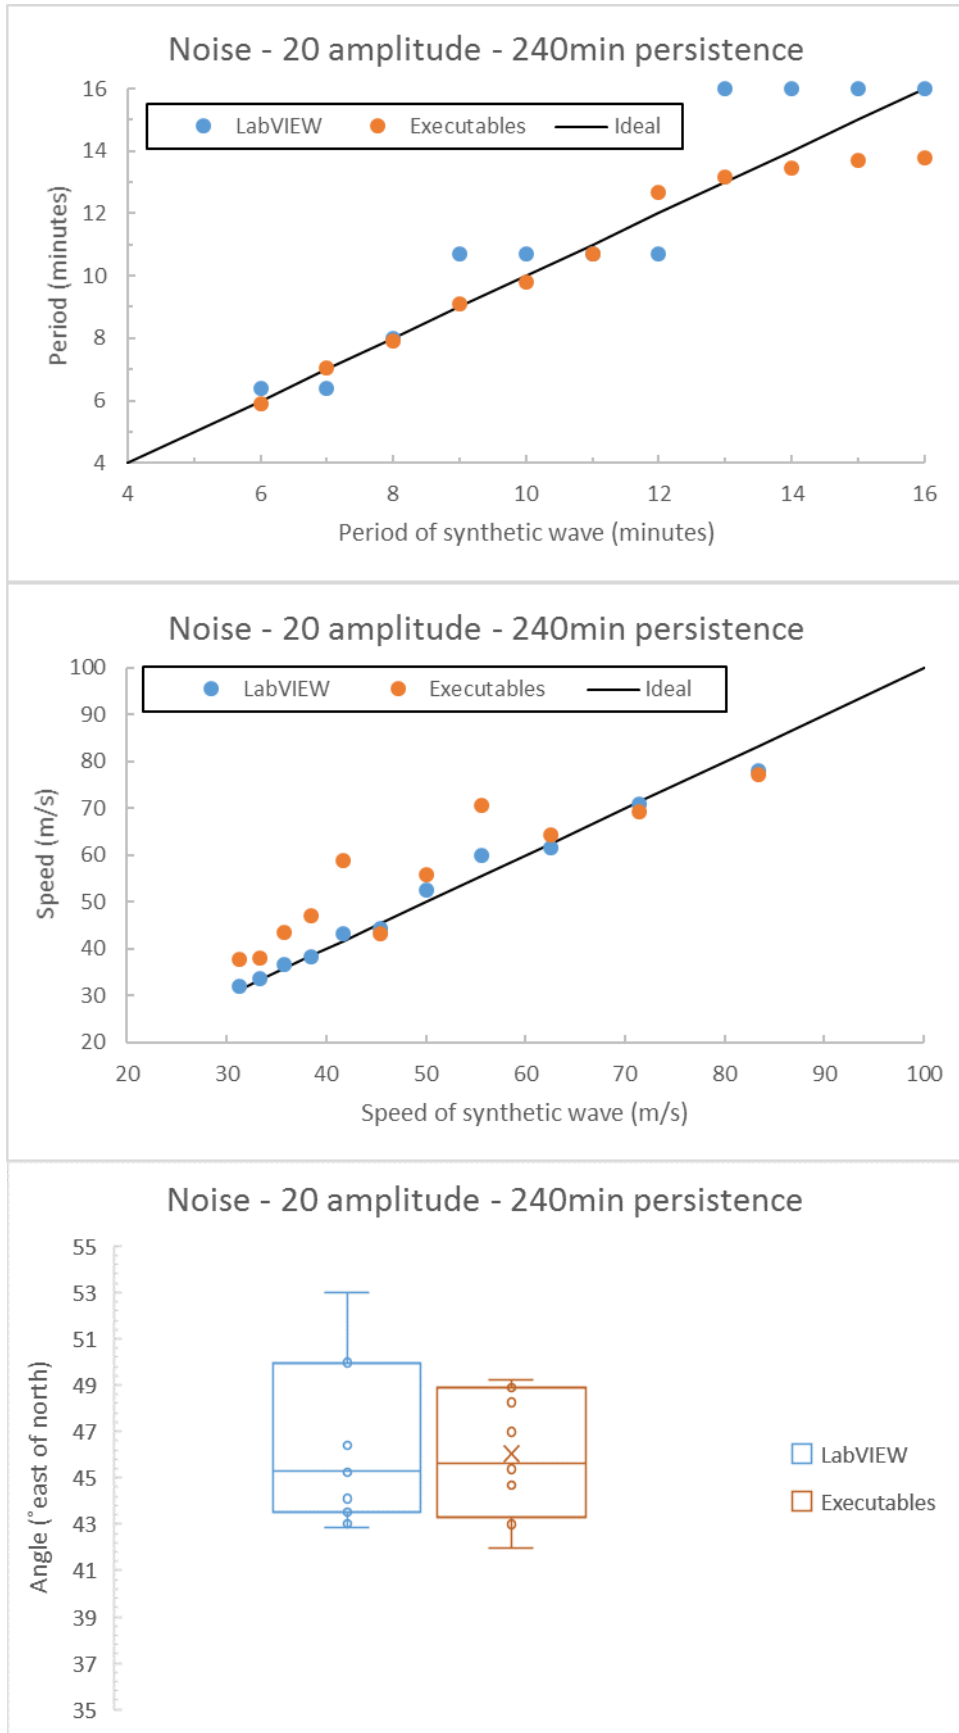 Noise - 20 amplitude - 240min persistence
16
LabVIEW Executables Ideal
14
12
10
8
6
4
Period (minutes)
4 6 8 10 12 14 16
Period of synthetic wave (minutes)
Noise - 20 amplitude - 240min persistence
100
LabVIEW Executables Ideal
90
80
70
60
50
40
30
20
Speed (m/s)
20 30 40 50 60 70 80 90 100
Speed of synthetic wave (m/s)
Noise - 20 amplitude - 240min persistence
55
53
51
49
47
45
43
41
39
37
35
Angle (°east of north)
LabVIEW
Executables